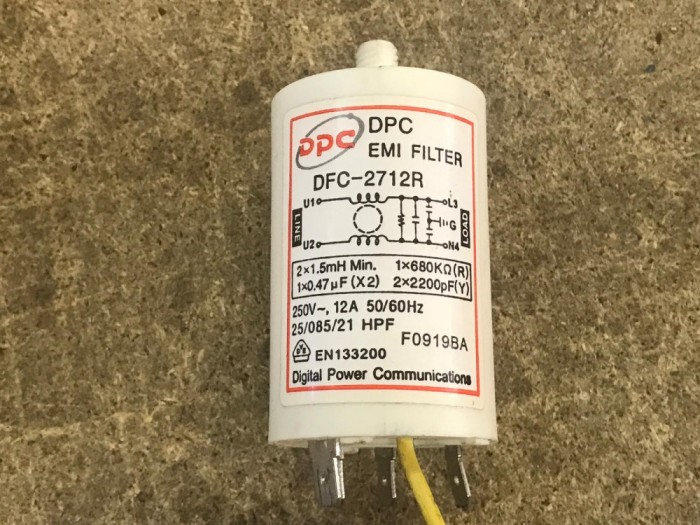 DPC
DPC
EMI FILTER
DFC-2712R
U1
L3
LINE
G
LOAD
U2
N4
2×1.5mH Min. 1×680KΩ(R)
1×0.47µF(X2) 2×2200pF(Y)
250V~, 12A 50/60Hz
25/085/21 HPF
F0919BA
EN133200
Digital Power Communications